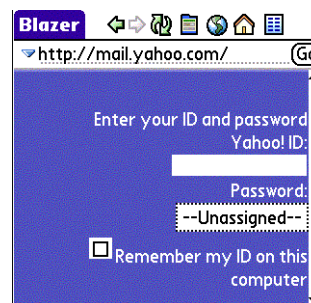 Blazer
http://mail.yahoo.com/ Go
Enter your ID and password
Yahoo! ID:
Password:
--Unassigned--
Remember my ID on this
computer